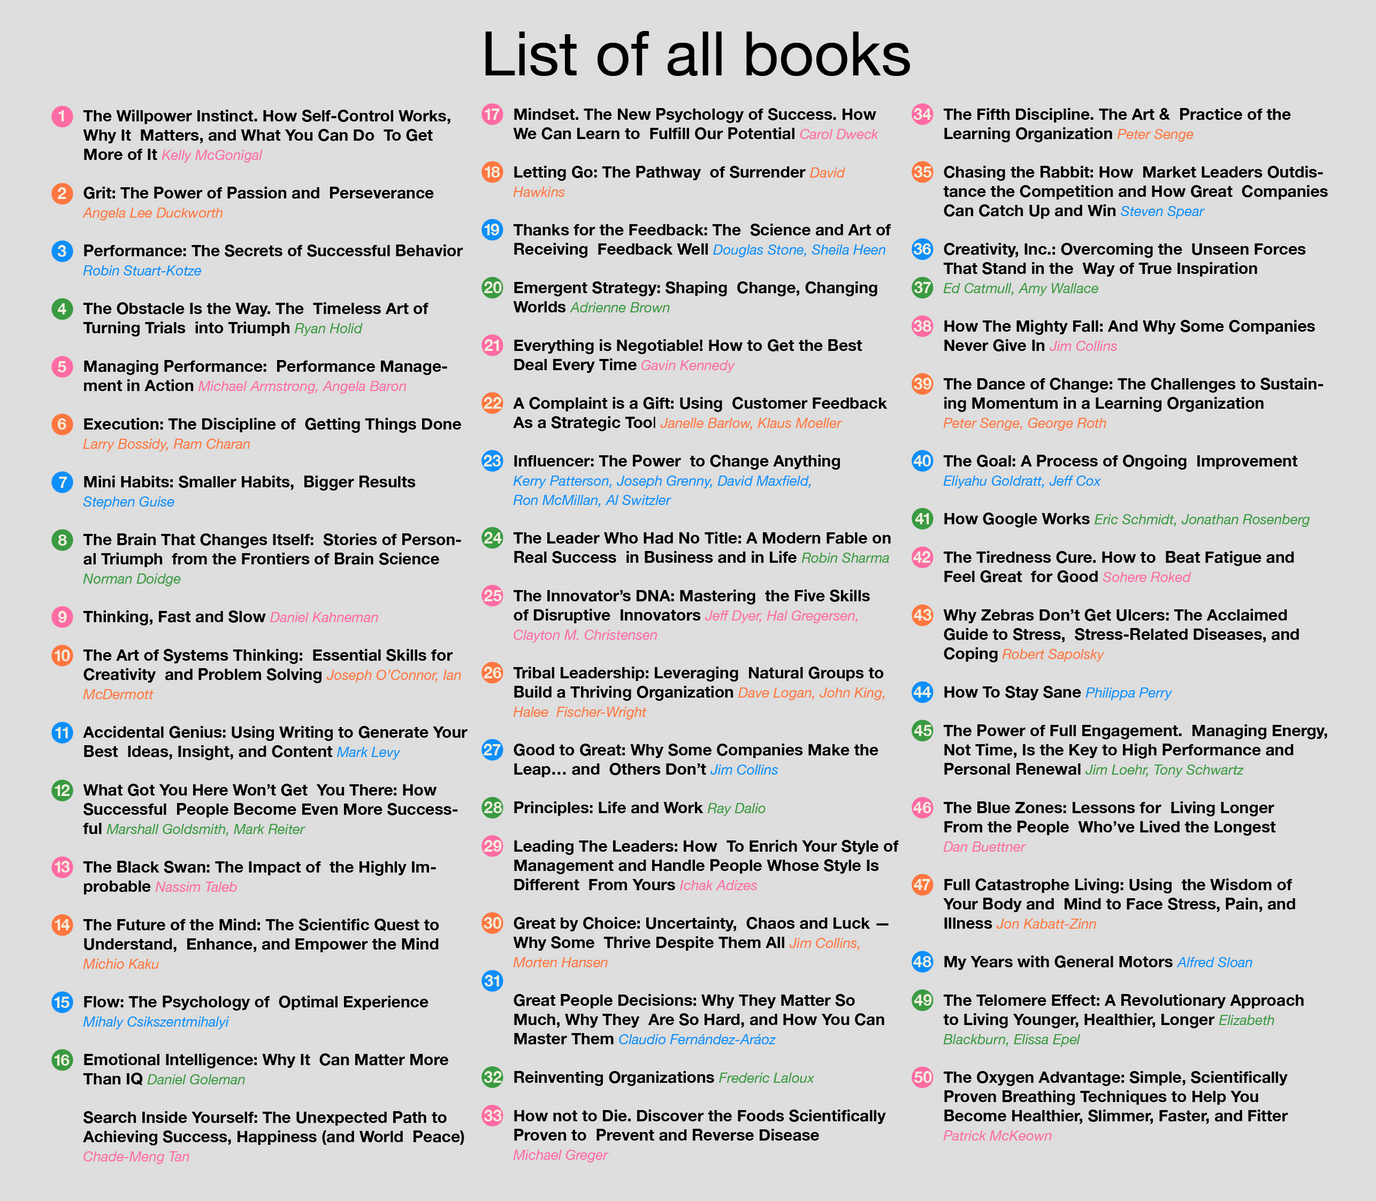 List of all books
1 The Willpower Instinct. How Self-Control Works,
Why It Matters, and What You Can Do To Get
More of It Kelly McGonigal
2 Grit: The Power of Passion and Perseverance
Angela Lee Duckworth
3 Performance: The Secrets of Successful Behavior
Robin Stuart-Kotze
4 The Obstacle Is the Way. The Timeless Art of
Turning Trials into Triumph Ryan Holid
5 Managing Performance: Performance Manage-
ment in Action Michael Armstrong, Angela Baron
6 Execution: The Discipline of Getting Things Done
Larry Bossidy, Ram Charan
7 Mini Habits: Smaller Habits, Bigger Results
Stephen Guise
8 The Brain That Changes Itself: Stories of Person-
al Triumph from the Frontiers of Brain Science
Norman Doidge
9 Thinking, Fast and Slow Daniel Kahneman
10 The Art of Systems Thinking: Essential Skills for
Creativity and Problem Solving Joseph O'Connor, Ian
McDermott
11 Accidental Genius: Using Writing to Generate Your
Best Ideas, Insight, and Content Mark Levy
12 What Got You Here Won't Get You There: How
Successful People Become Even More Success-
ful Marshall Goldsmith, Mark Reiter
13 The Black Swan: The Impact of the Highly Im-
probable Nassim Taleb
14 The Future of the Mind: The Scientific Quest to
Understand, Enhance, and Empower the Mind
Michio Kaku
15 Flow: The Psychology of Optimal Experience
Mihaly Csikszentmihalyi
16 Emotional Intelligence: Why It Can Matter More
Than IQ Daniel Goleman
Search Inside Yourself: The Unexpected Path to
Achieving Success, Happiness (and World Peace)
Chade-Meng Tan
17 Mindset. The New Psychology of Success. How
We Can Learn to Fulfill Our Potential Carol Dweck
18 Letting Go: The Pathway of Surrender David
Hawkins
19 Thanks for the Feedback: The Science and Art of
Receiving Feedback Well Douglas Stone, Sheila Heen
20 Emergent Strategy: Shaping Change, Changing
Worlds Adrienne Brown
21 Everything is Negotiable! How to Get the Best
Deal Every Time Gavin Kennedy
22 A Complaint is a Gift: Using Customer Feedback
As a Strategic Tool Janelle Barlow, Klaus Moeller
23 Influencer: The Power to Change Anything
Kerry Patterson, Joseph Grenny, David Maxfield,
Ron McMillan, Al Switzler
24 The Leader Who Had No Title: A Modern Fable on
Real Success in Business and in Life Robin Sharma
25 The Innovator's DNA: Mastering the Five Skills
of Disruptive Innovators Jeff Dyer, Hal Gregersen,
Clayton M. Christensen
26 Tribal Leadership: Leveraging Natural Groups to
Build a Thriving Organization Dave Logan, John King,
Halee Fischer-Wright
27 Good to Great: Why Some Companies Make the
Leap... and Others Don't Jim Collins
28 Principles: Life and Work Ray Dalio
29 Leading The Leaders: How To Enrich Your Style of
Management and Handle People Whose Style Is
Different From Yours Ichak Adizes
30 Great by Choice: Uncertainty, Chaos and Luck —
Why Some Thrive Despite Them All Jim Collins,
Morten Hansen
31
Great People Decisions: Why They Matter So
Much, Why They Are So Hard, and How You Can
Master Them Claudio Fernández-Aráoz
32 Reinventing Organizations Frederic Laloux
33 How not to Die. Discover the Foods Scientifically
Proven to Prevent and Reverse Disease
Michael Greger
34 The Fifth Discipline. The Art & Practice of the
Learning Organization Peter Senge
35 Chasing the Rabbit: How Market Leaders Outdis-
tance the Competition and How Great Companies
Can Catch Up and Win Steven Spear
36 Creativity, Inc.: Overcoming the Unseen Forces
That Stand in the Way of True Inspiration
37 Ed Catmull, Amy Wallace
38 How The Mighty Fall: And Why Some Companies
Never Give In Jim Collins
39 The Dance of Change: The Challenges to Sustain-
ing Momentum in a Learning Organization
Peter Senge, George Roth
40 The Goal: A Process of Ongoing Improvement
Eliyahu Goldratt, Jeff Cox
41 How Google Works Eric Schmidt, Jonathan Rosenberg
42 The Tiredness Cure. How to Beat Fatigue and
Feel Great for Good Sohere Roked
43 Why Zebras Don't Get Ulcers: The Acclaimed
Guide to Stress, Stress-Related Diseases, and
Coping Robert Sapolsky
44 How To Stay Sane Philippa Perry
45 The Power of Full Engagement. Managing Energy,
Not Time, Is the Key to High Performance and
Personal Renewal Jim Loehr, Tony Schwartz
46 The Blue Zones: Lessons for Living Longer
From the People Who've Lived the Longest
Dan Buettner
47 Full Catastrophe Living: Using the Wisdom of
Your Body and Mind to Face Stress, Pain, and
Illness Jon Kabatt-Zinn
48 My Years with General Motors Alfred Sloan
49 The Telomere Effect: A Revolutionary Approach
to Living Younger, Healthier, Longer Elizabeth
Blackburn, Elissa Epel
50 The Oxygen Advantage: Simple, Scientifically
Proven Breathing Techniques to Help You
Become Healthier, Slimmer, Faster, and Fitter
Patrick McKeown